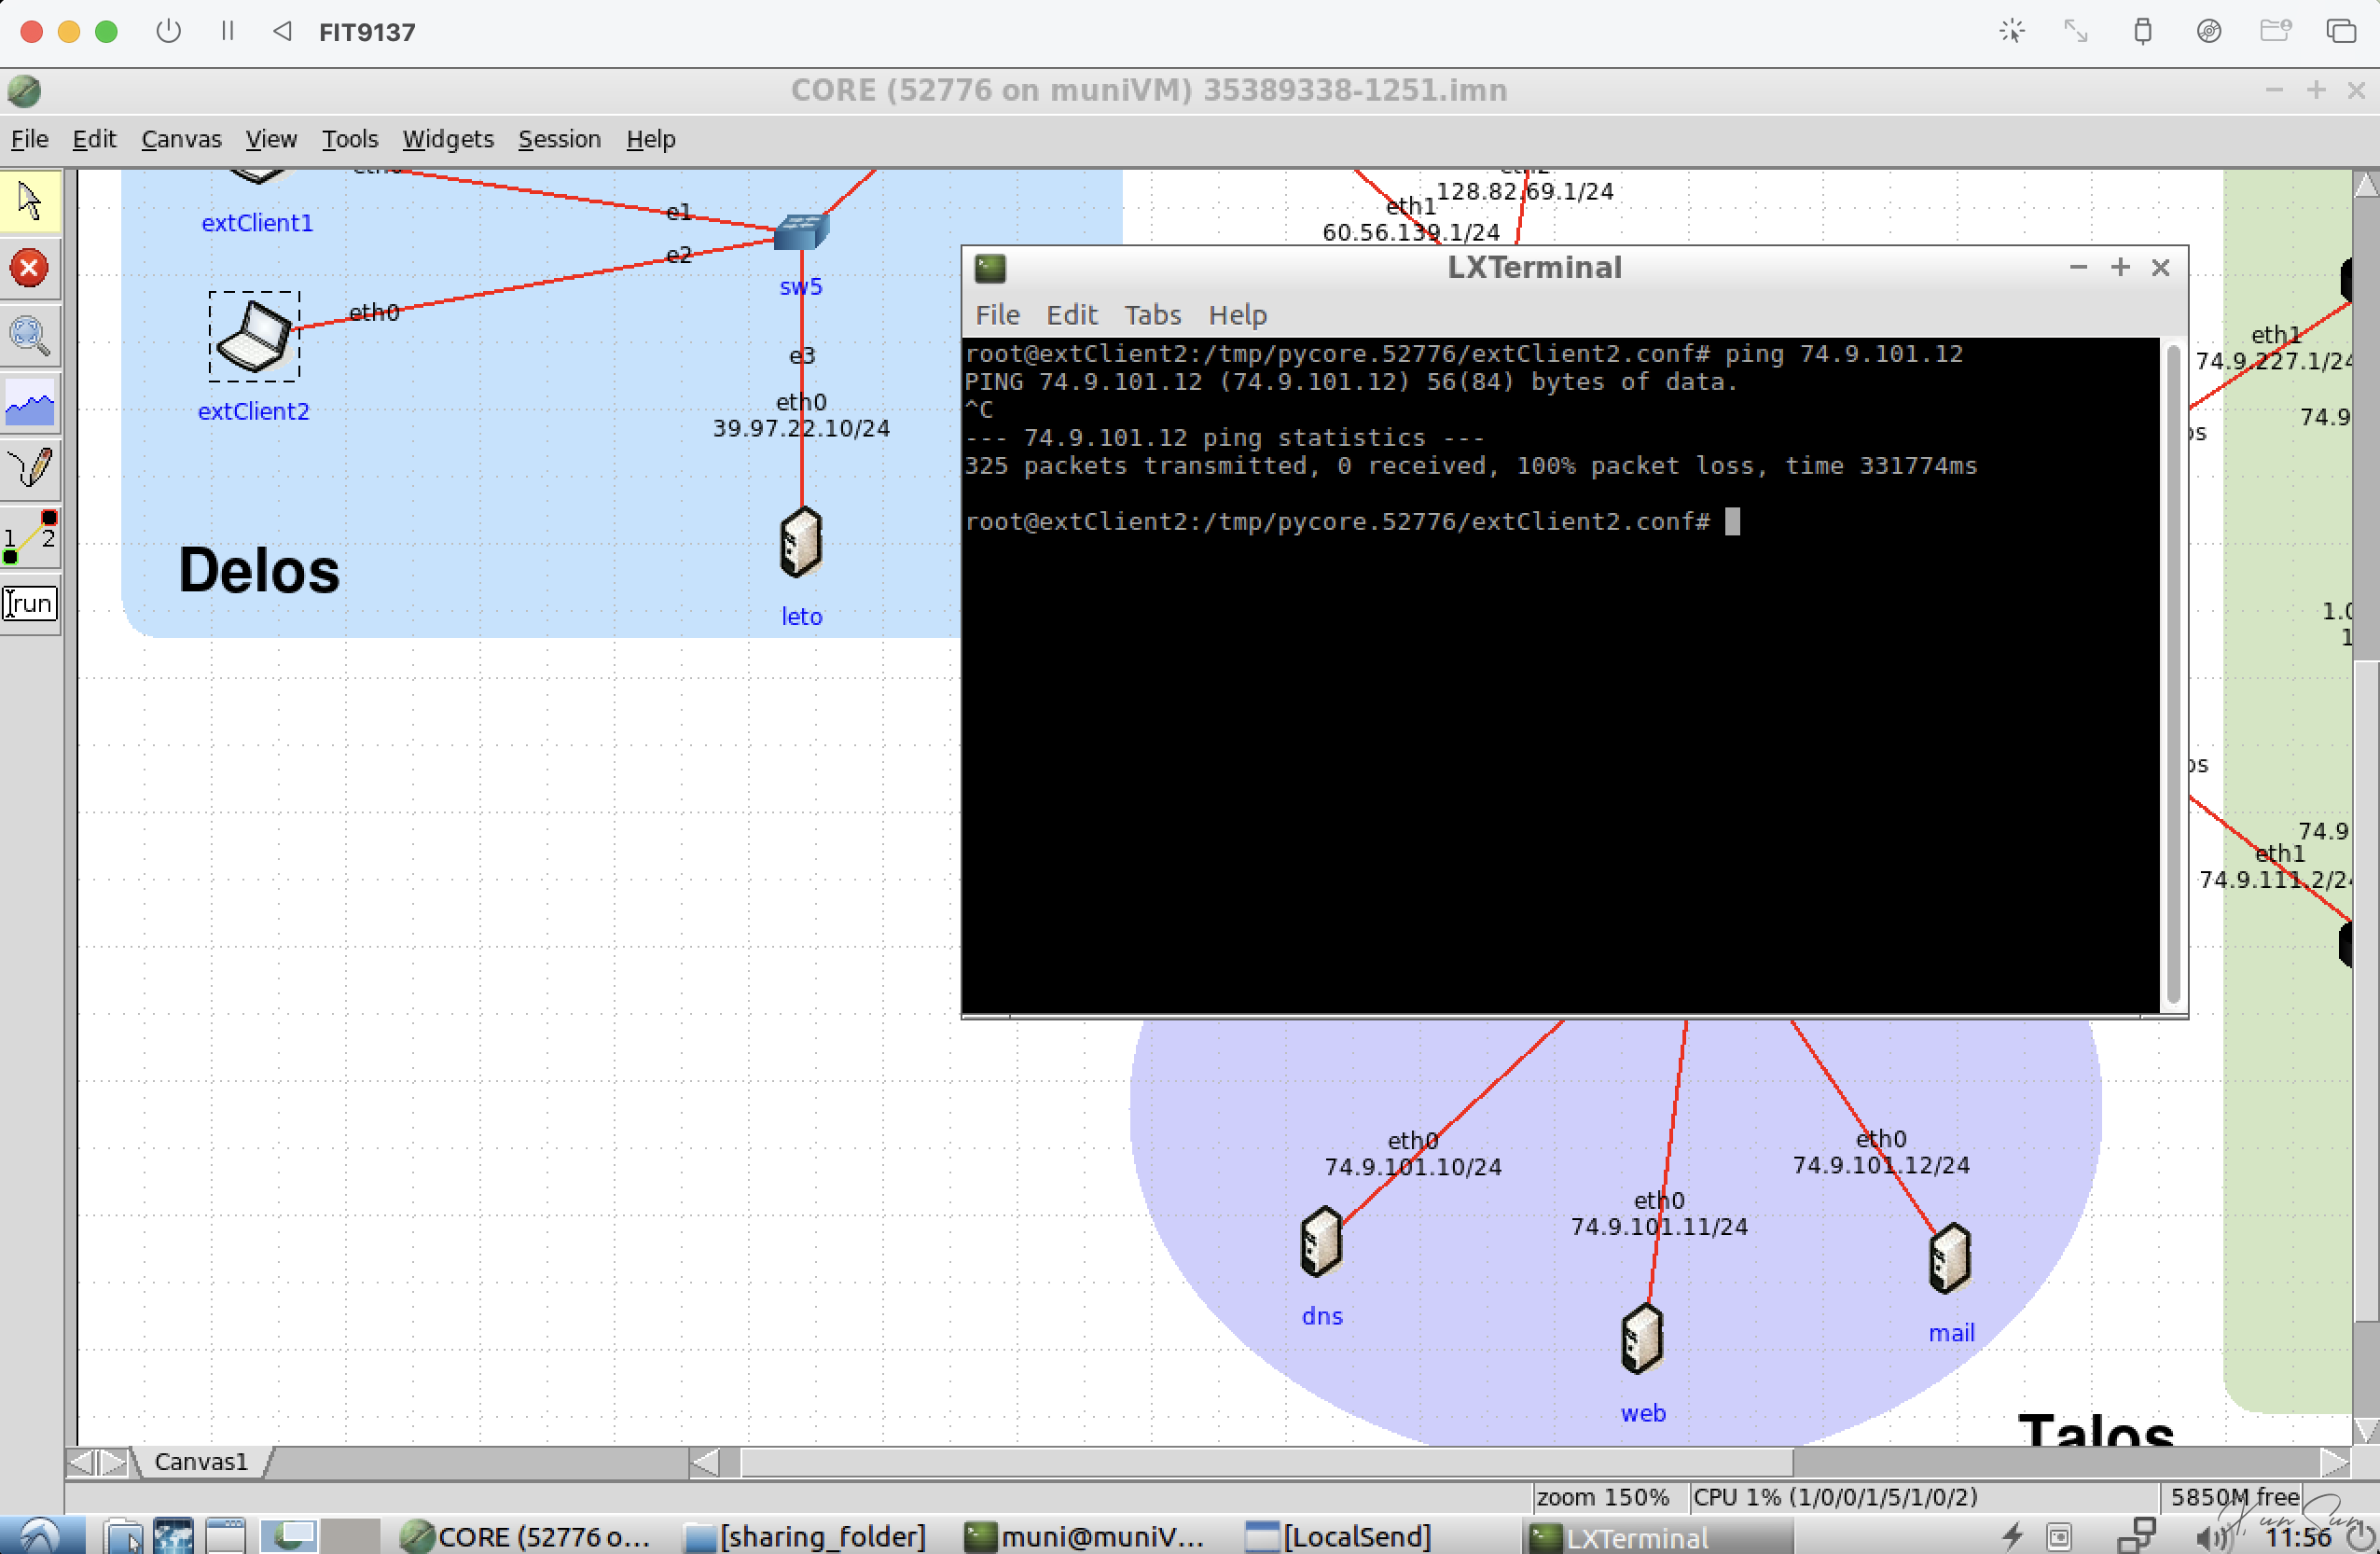 FIT9137
CORE (52776 on muniVM) 35389338-1251.imn
File Edit Canvas View Tools Widgets Session Help
eth0
extClient1
e1
e2
sw5
eth0
extClient2
e3
eth0
39.97.22.10/24
leto
Delos
128.82.69.1/24
eth1
60.56.139.1/24
LXTerminal
File Edit Tabs Help
root@extClient2:/tmp/pycore.52776/extClient2.conf# ping 74.9.101.12
PING 74.9.101.12 (74.9.101.12) 56(84) bytes of data.
^C
--- 74.9.101.12 ping statistics ---
325 packets transmitted, 0 received, 100% packet loss, time 331774ms
root@extClient2:/tmp/pycore.52776/extClient2.conf#
eth1
74.9.227.1/24
74.9
ps
1.0
1
ps
74.9
eth1
74.9.111.2/24
1 2
run
eth0
74.9.101.10/24
eth0
74.9.101.12/24
eth0
74.9.101.11/24
dns
mail
web
Talos
Canvas1
zoom 150% CPU 1% (1/0/0/1/5/1/0/2) 5850M free
CORE (52776 o... [sharing_folder] muni@muniV... [LocalSend] LXTerminal 11:56